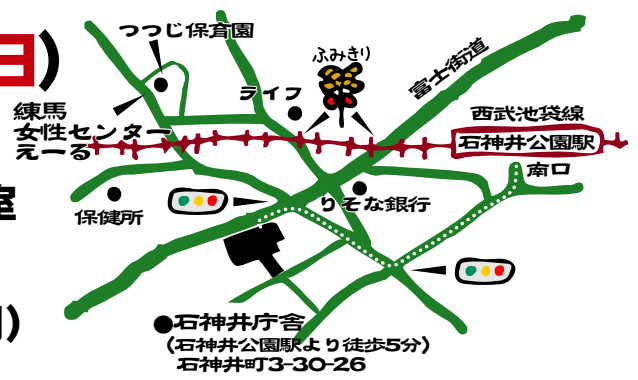 つつじ保育園
日)
ふみきり
ライフ
富士街道
練馬
女性センター
えーる
西武池袋線
石神井公園駅
南口
室
保健所
りそな銀行
)
●石神井庁舎
(石神井公園駅より徒歩5分)
石神井町3-30-26